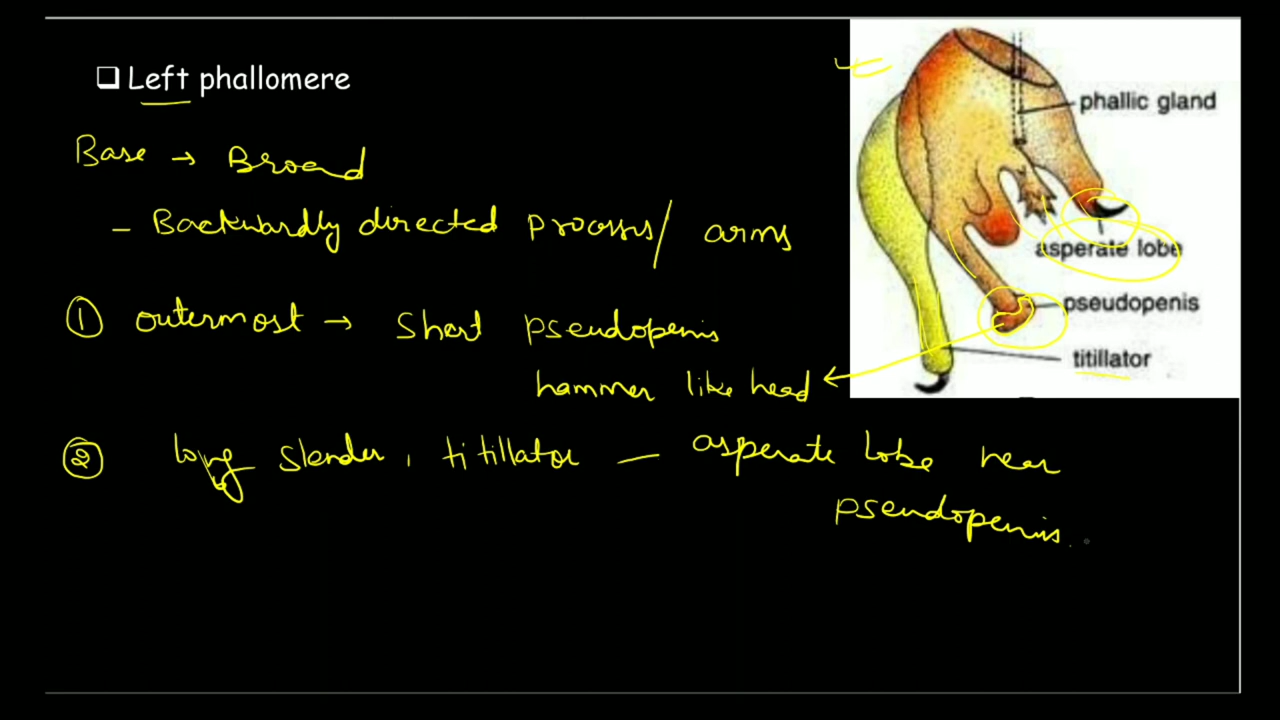 Left phallomere
Base → Broad
- Backwardly directed processes/ arms
① outermost → Short pseudopenis
hammer like head
② long slender, titillator — asperate lobe near
pseudopenis.
phallic gland
asperate lobe
pseudopenis
titillator